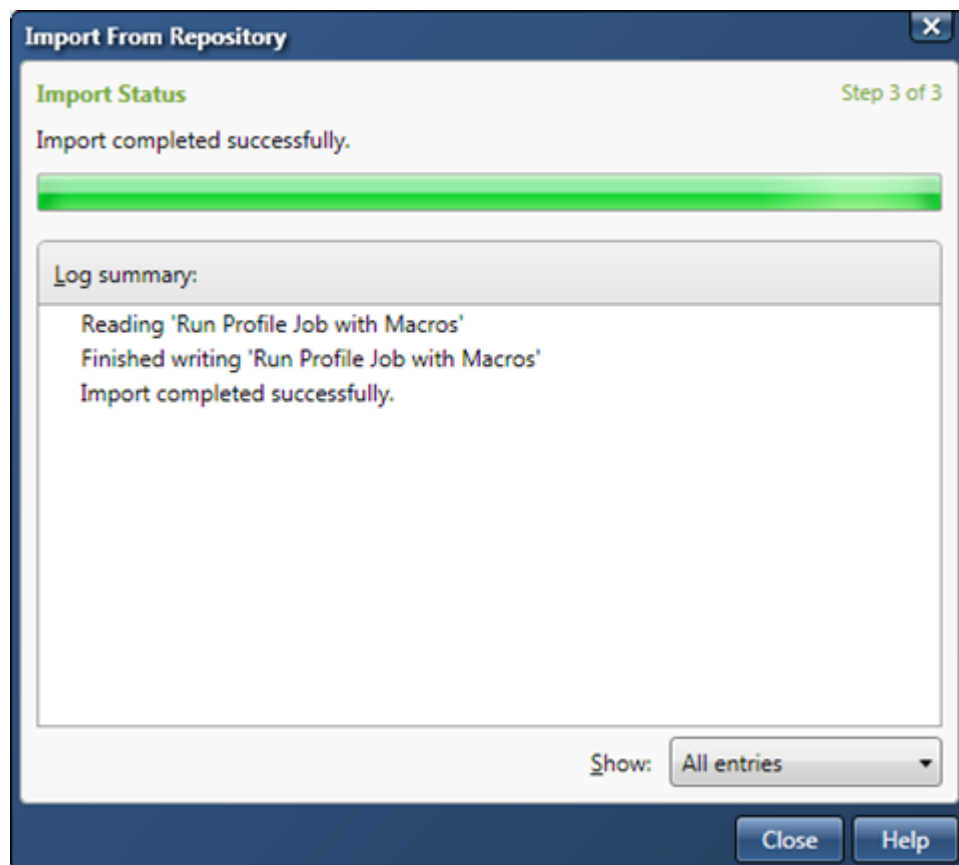 Import From Repository
Import Status
Step 3 of 3
Import completed successfully.
Log summary:
Reading 'Run Profile Job with Macros'
Finished writing 'Run Profile Job with Macros'
Import completed successfully.
Show: All entries
Close Help